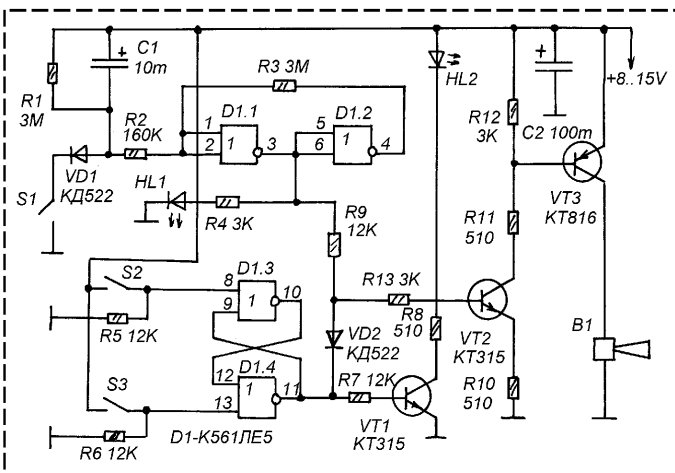 C1
10m
R1
3M
R2
160K
R3 3M
D1.1
D1.2
1
2
1
3
5
6
1
4
HL2
+
+8..15V
R12
3K
C2 100m
VT3
KT816
VD1
КД522
S1
HL1
R4 3K
R9
12K
R11
510
S2
R5 12K
D1.3
8
9
1
10
R13 3K
R8
510
VD2
КД522
VT2
KT315
B1
D1.4
12
13
1
11
R7 12K
R10
510
S3
R6 12K
D1-К561ЛЕ5
VT1
KT315